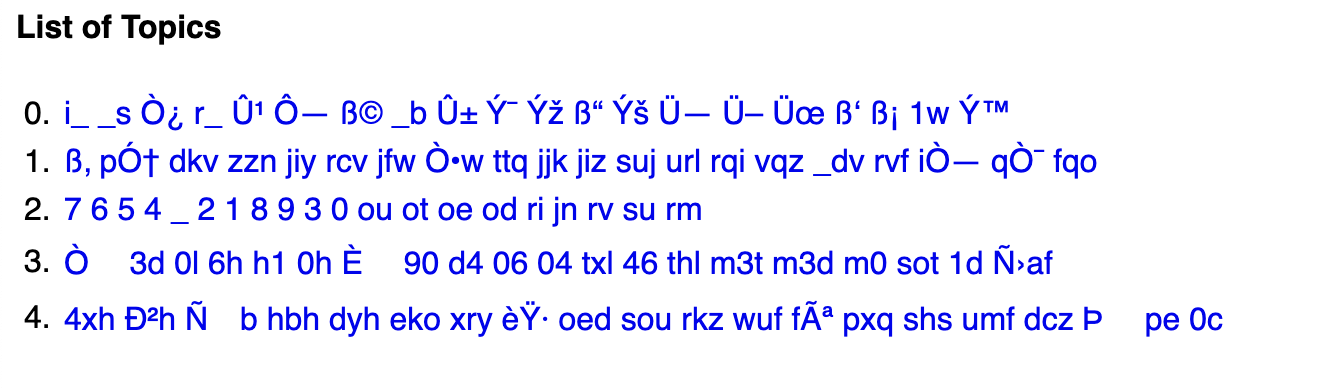 List of Topics
0. i_ _s Ò¿ r_ Û¹ Ô— ß© _b Û± Ý¯ Ýž ß“ Ýš Ü— Ü– Üœ ß‘ ß¡ 1w Ý™
1. ß‚ pÓ† dkv zzn jiy rcv jfw Ò•w ttq jjk jiz suj url rqi vqz _dv rvf iÒ— qÒ¯ fqo
2. 7 6 5 4 _ 2 1 8 9 3 0 ou ot oe od ri jn rv su rm
3. Ò 3d 0l 6h h1 0h È 90 d4 06 04 txl 46 thl m3t m3d m0 sot 1d Ñ›af
4. 4xh Ð²h Ñ b hbh dyh eko xry èŸ· oed sou rkz wuf fÃª pxq shs umf dcz Þ pe 0c